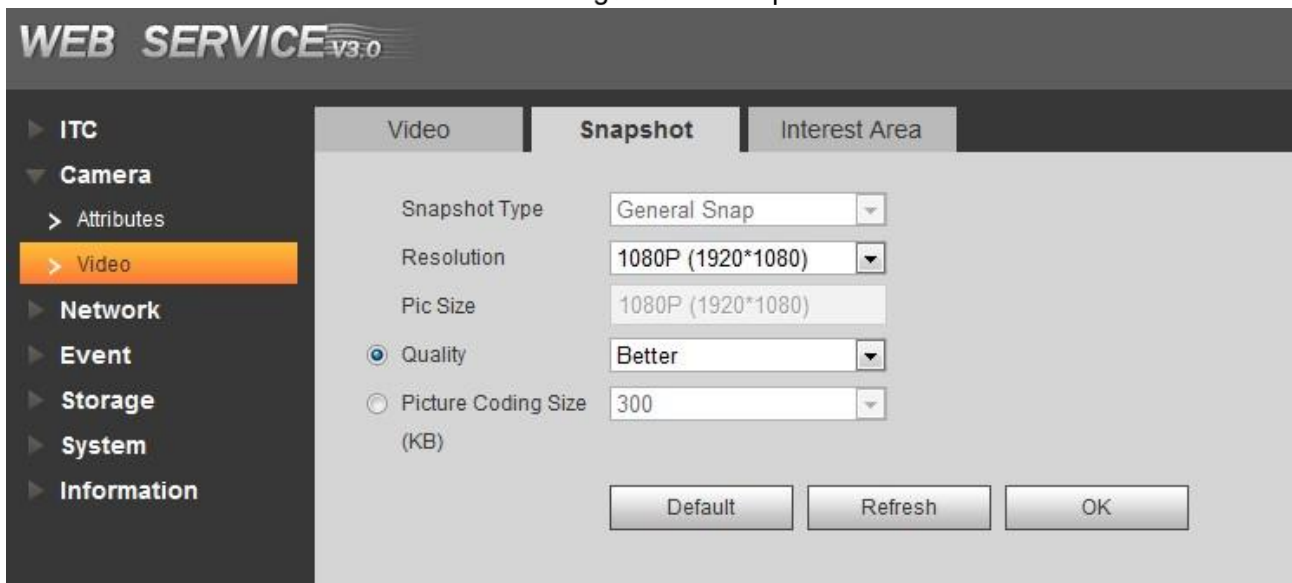 WEB SERVICE V3.0
ITC
Camera
Attributes
Video
Network
Event
Storage
System
Information
Video Snapshot Interest Area
Snapshot Type General Snap
Resolution 1080P (1920*1080)
Pic Size 1080P (1920*1080)
Quality Better
Picture Coding Size 300
(KB)
Default Refresh OK